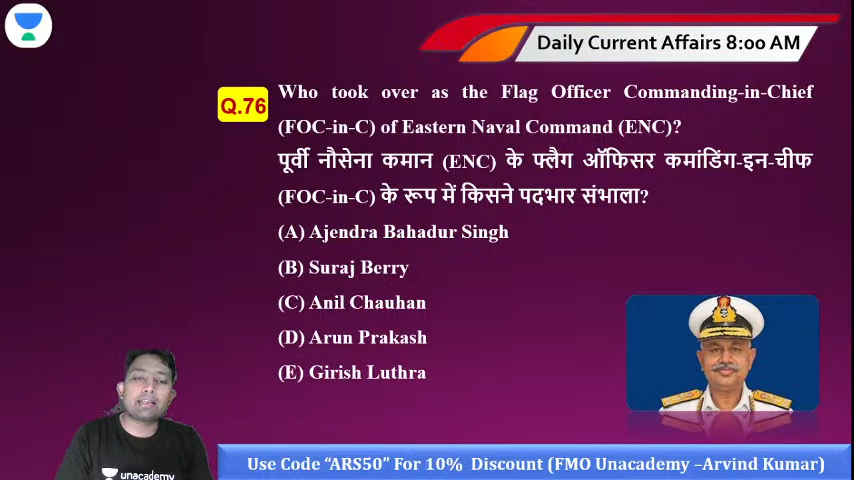 Daily Current Affairs 8:00 AM
Q.76
Who took over as the Flag Officer Commanding-in-Chief
(FOC-in-C) of Eastern Naval Command (ENC)?
पूर्वी नौसेना कमान (ENC) के फ्लैग ऑफिसर कमांडिंग-इन-चीफ
(FOC-in-C) के रूप में किसने पदभार संभाला?
(A) Ajendra Bahadur Singh
(B) Suraj Berry
(C) Anil Chauhan
(D) Arun Prakash
(E) Girish Luthra
unacademy
Use Code “ARS50” For 10% Discount (FMO Unacademy –Arvind Kumar)